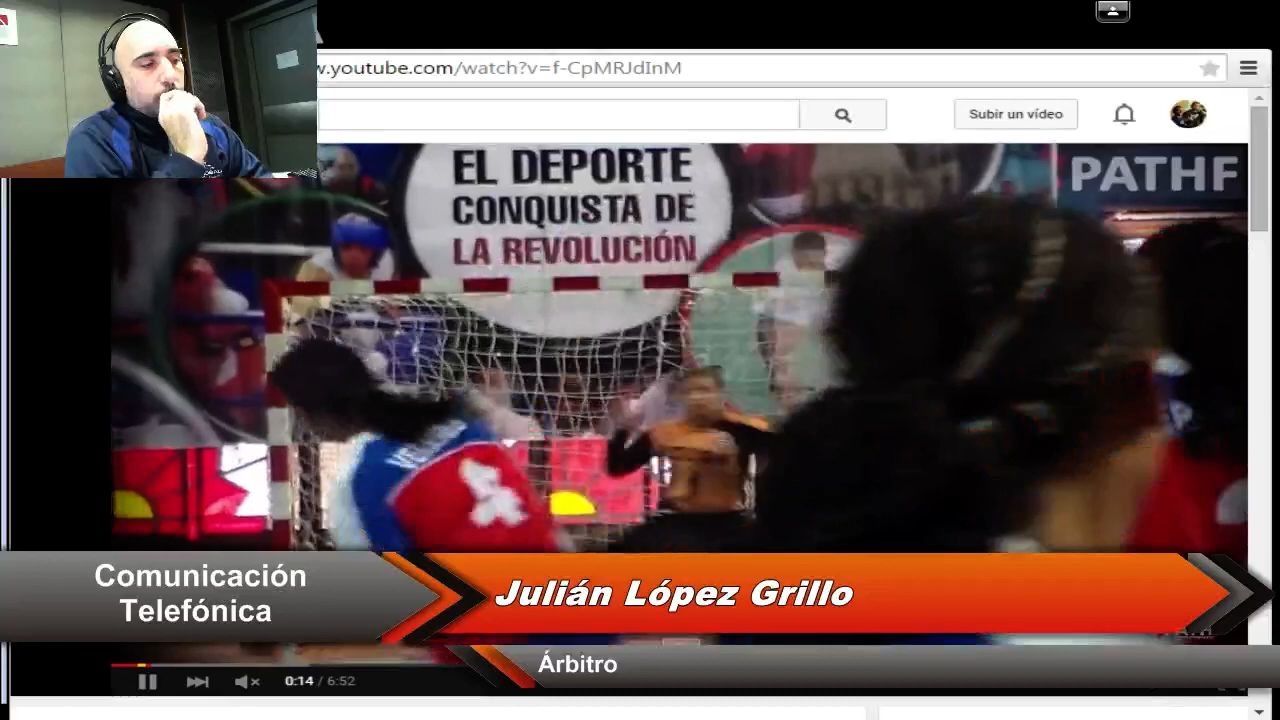 w.youtube.com/watch?v=f-CpMRJdInM
Subir un vídeo
EL DEPORTE
CONQUISTA DE
LA REVOLUCIÓN
PATHF
Comunicación
Telefónica
Julián López Grillo
Árbitro
0:14 / 6:52